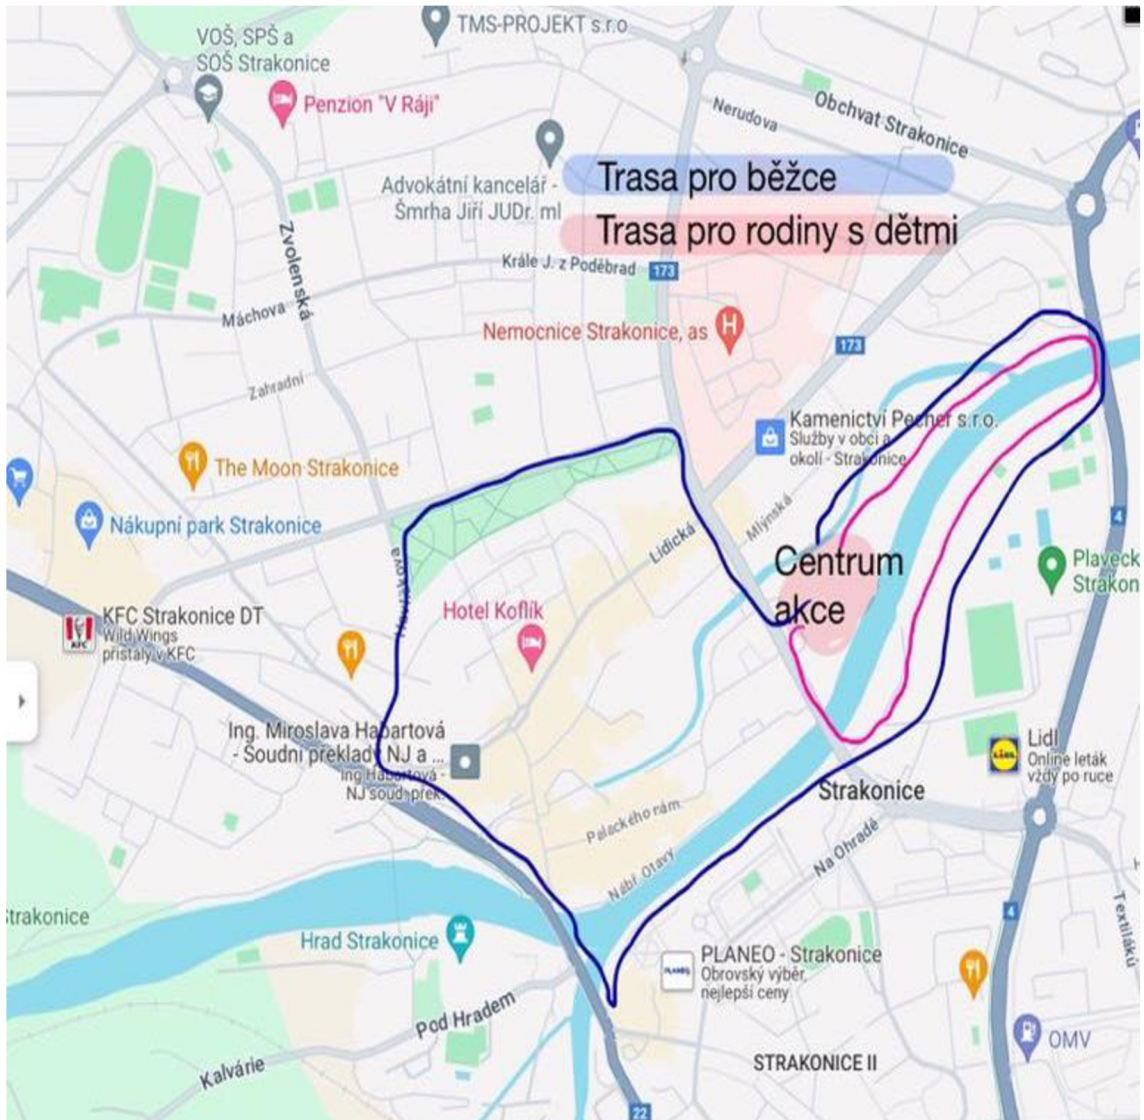 TMS-PROJEKT s.r.o
VOŠ, SPŠ a
SOŠ Strakonice
Penzion "V Ráji"
Nerudova
Obchvat Strakonice
Advokátní kancelář -
Šmrha Jiří JUDr. ml
Trasa pro běžce
Trasa pro rodiny s dětmi
Zvolenská
Krále J. z Poděbrad
173
Máchova
Nemocnice Strakonice, as
H
173
Zahradní
Kamenictví Pecher s.r.o.
Služby v obci a
okolí - Strakonice
The Moon Strakonice
Nákupní park Strakonice
Lidická
Mlýnská
4
Centrum
akce
Plaveck
Strakon
KFC Strakonice DT
Wild Wings
přistály v KFC
KFC
Hotel Koflík
Ing. Miroslava Habartová
- Soudní překlady NJ a ...
Ing Habartová -
NJ soud-přek.
Lidl
Online leták
vždy po ruce
Strakonice
Palackého nám.
Na Ohradě
Nábř. Otavy
4
Textiláků
Strakonice
Hrad Strakonice
PLANEO
PLANEO - Strakonice
Obrovský výběr,
nejlepší ceny
Pod Hradem
Kalvárie
OMV
STRAKONICE II
22